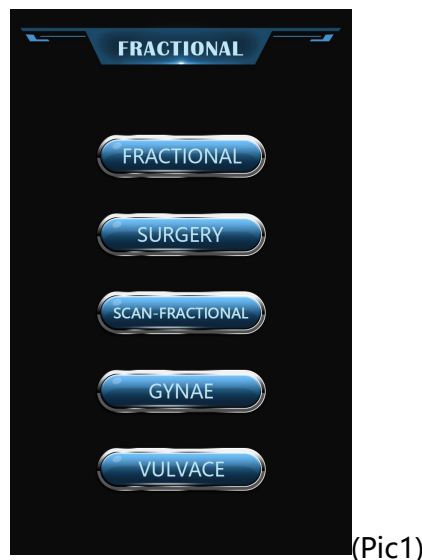 FRACTIONAL
FRACTIONAL
SURGERY
SCAN-FRACTIONAL
GYNAE
VULVACE
(Pic1)